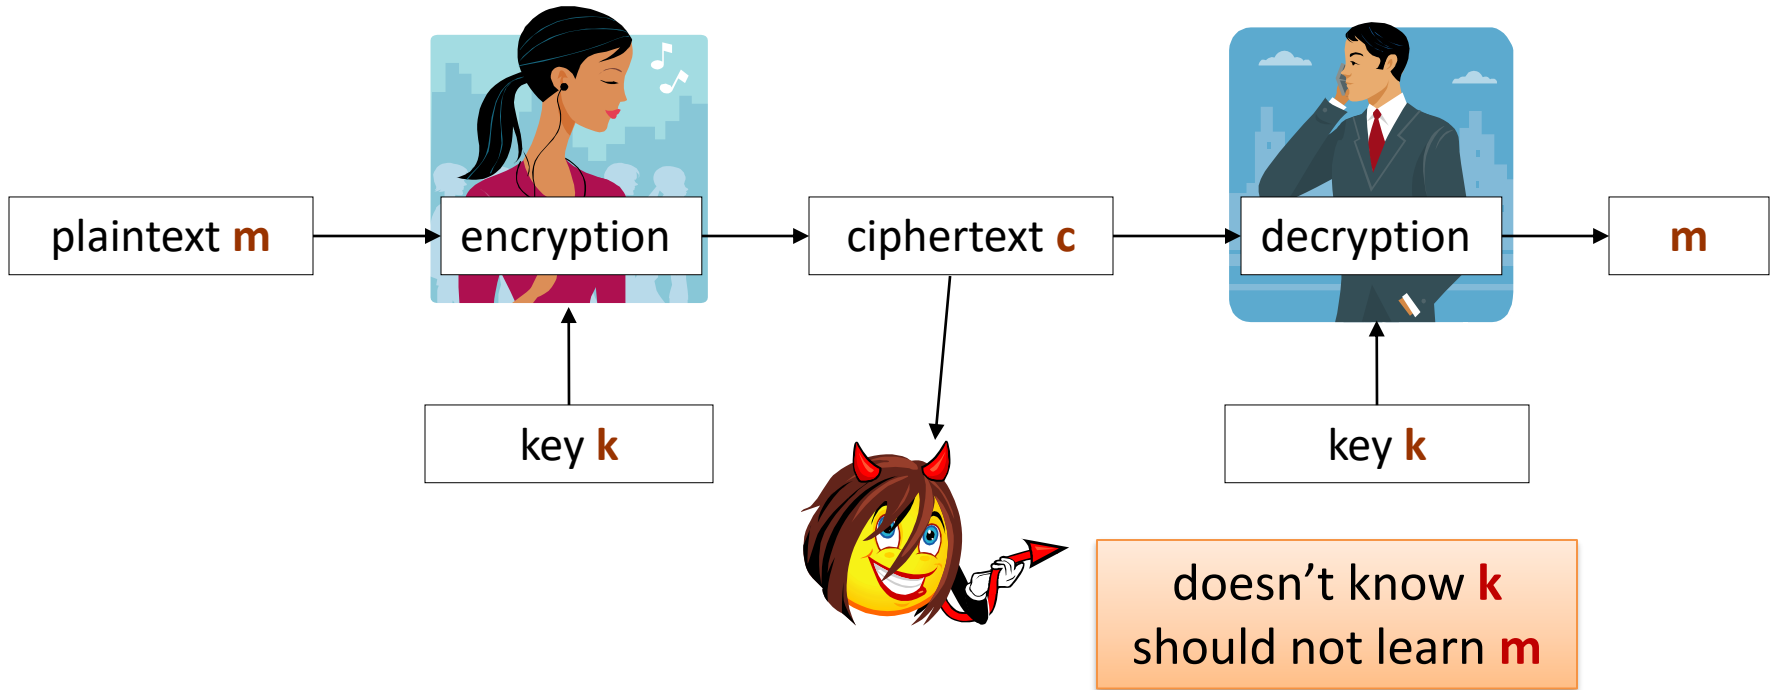 plaintext m
encryption
ciphertext c
decryption
m
key k
key k
doesn’t know k
should not learn m